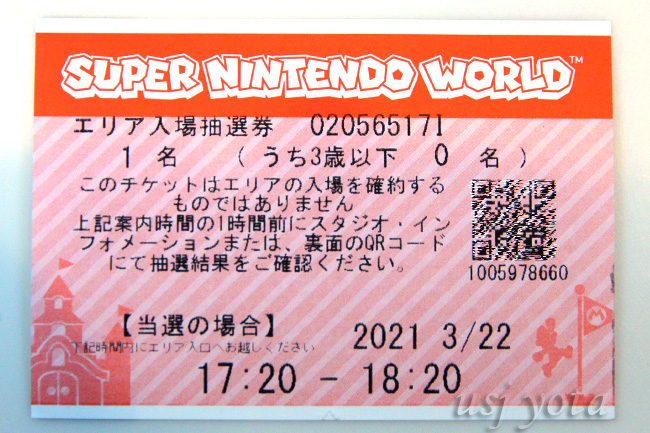 SUPER NINTENDO WORLD™
エリア入場抽選券 020565171
1名 (うち3歳以下 0 名)
このチケットはエリアの入場を確約する
ものではありません
上記案内時間の1時間前にスタジオ・イン
フォメーションまたは、裏面のQRコード
にて抽選結果をご確認ください。
1005978660
【当選の場合】 2021 3/22
下記時間内にエリア入口へお越しください
17:20 - 18:20
M
usj yota